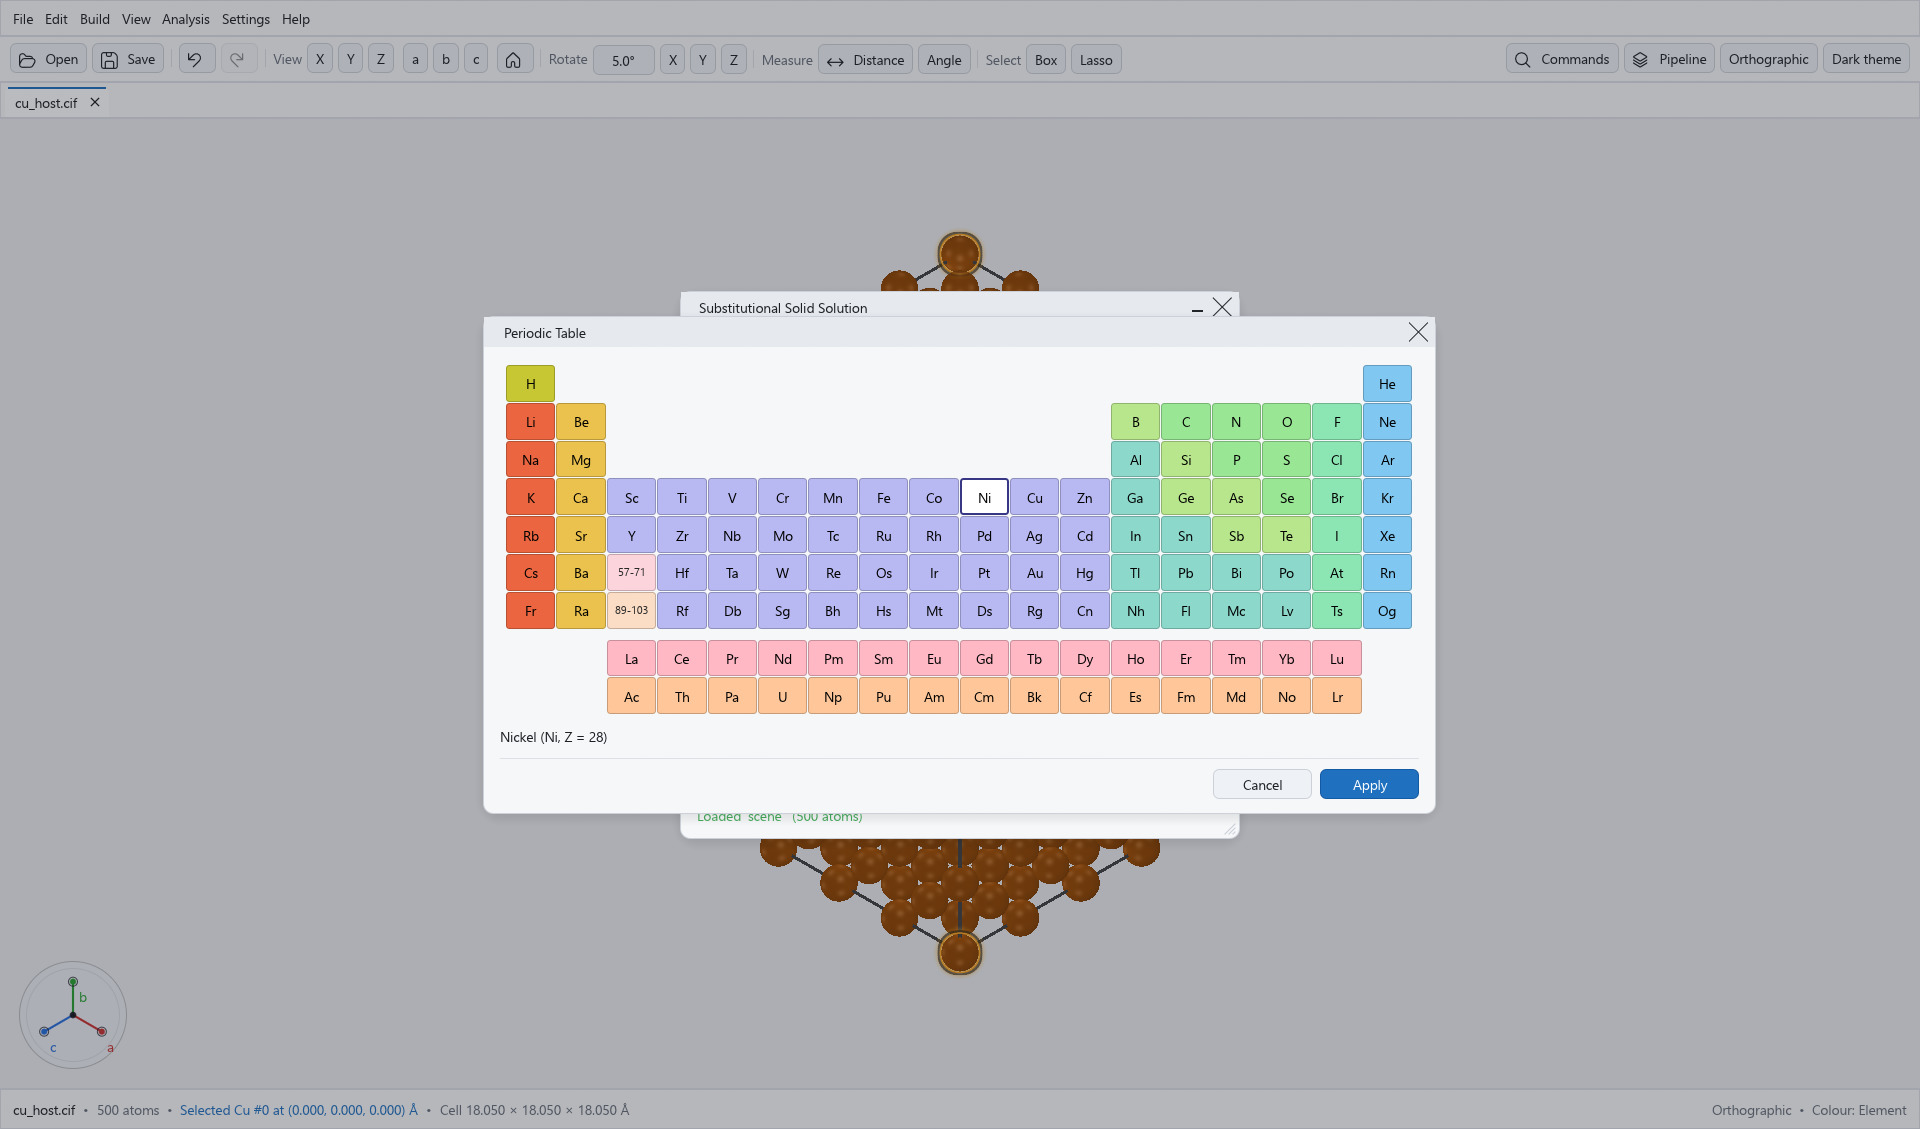 File Edit Build View Analysis Settings Help
Open Save View X Y Z a b c Rotate 5.0° X Y Z Measure Distance Angle Select Box Lasso Commands Pipeline Orthographic Dark theme
cu_host.cif
Substitutional Solid Solution
Periodic Table
H He
Li Be B C N O F Ne
Na Mg Al Si P S Cl Ar
K Ca Sc Ti V Cr Mn Fe Co Ni Cu Zn Ga Ge As Se Br Kr
Rb Sr Y Zr Nb Mo Tc Ru Rh Pd Ag Cd In Sn Sb Te I Xe
Cs Ba 57-71 Hf Ta W Re Os Ir Pt Au Hg Tl Pb Bi Po At Rn
Fr Ra 89-103 Rf Db Sg Bh Hs Mt Ds Rg Cn Nh Fl Mc Lv Ts Og
La Ce Pr Nd Pm Sm Eu Gd Tb Dy Ho Er Tm Yb Lu
Ac Th Pa U Np Pu Am Cm Bk Cf Es Fm Md No Lr
Nickel (Ni, Z = 28)
Cancel Apply
Loaded scene (500 atoms)
b
c a
cu_host.cif • 500 atoms • Selected Cu #0 at (0.000, 0.000, 0.000) Å • Cell 18.050 × 18.050 × 18.050 Å Orthographic • Colour: Element